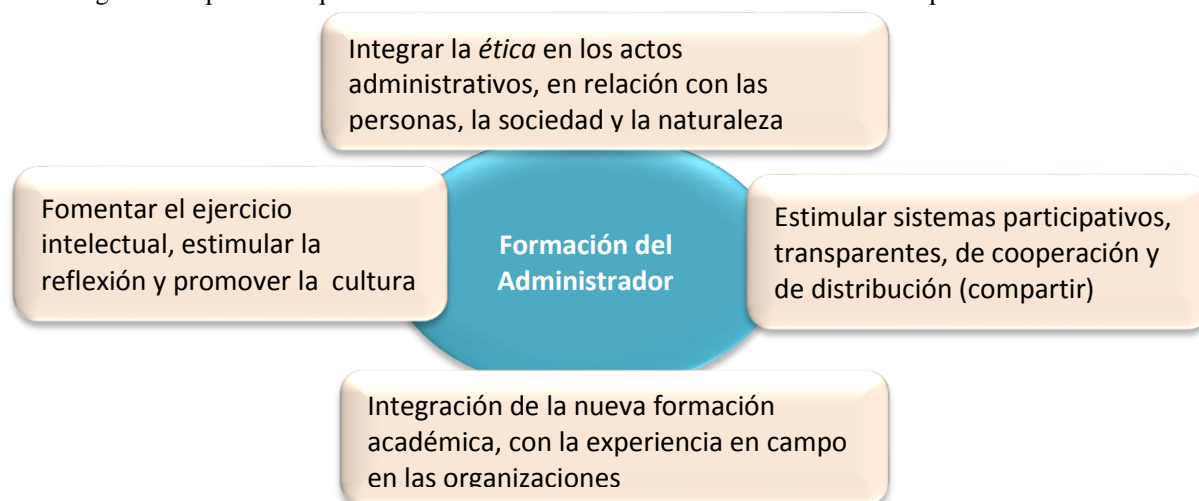 Integrar la ética en los actos
administrativos, en relación con las
personas, la sociedad y la naturaleza
Fomentar el ejercicio
intelectual, estimular la
reflexión y promover la cultura
Formación del
Administrador
Estimular sistemas participativos,
transparentes, de cooperación y
de distribución (compartir)
Integración de la nueva formación
académica, con la experiencia en campo
en las organizaciones